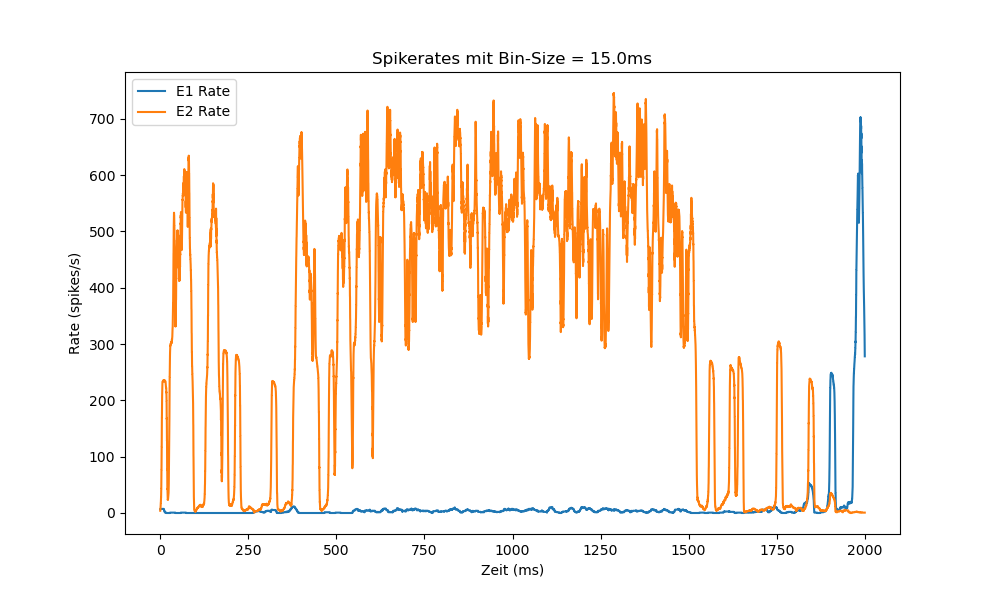 Spikerates mit Bin-Size = 15.0ms
E1 Rate
E2 Rate
Rate (spikes/s)
700
600
500
400
300
200
100
0
0 250 500 750 1000 1250 1500 1750 2000
Zeit (ms)